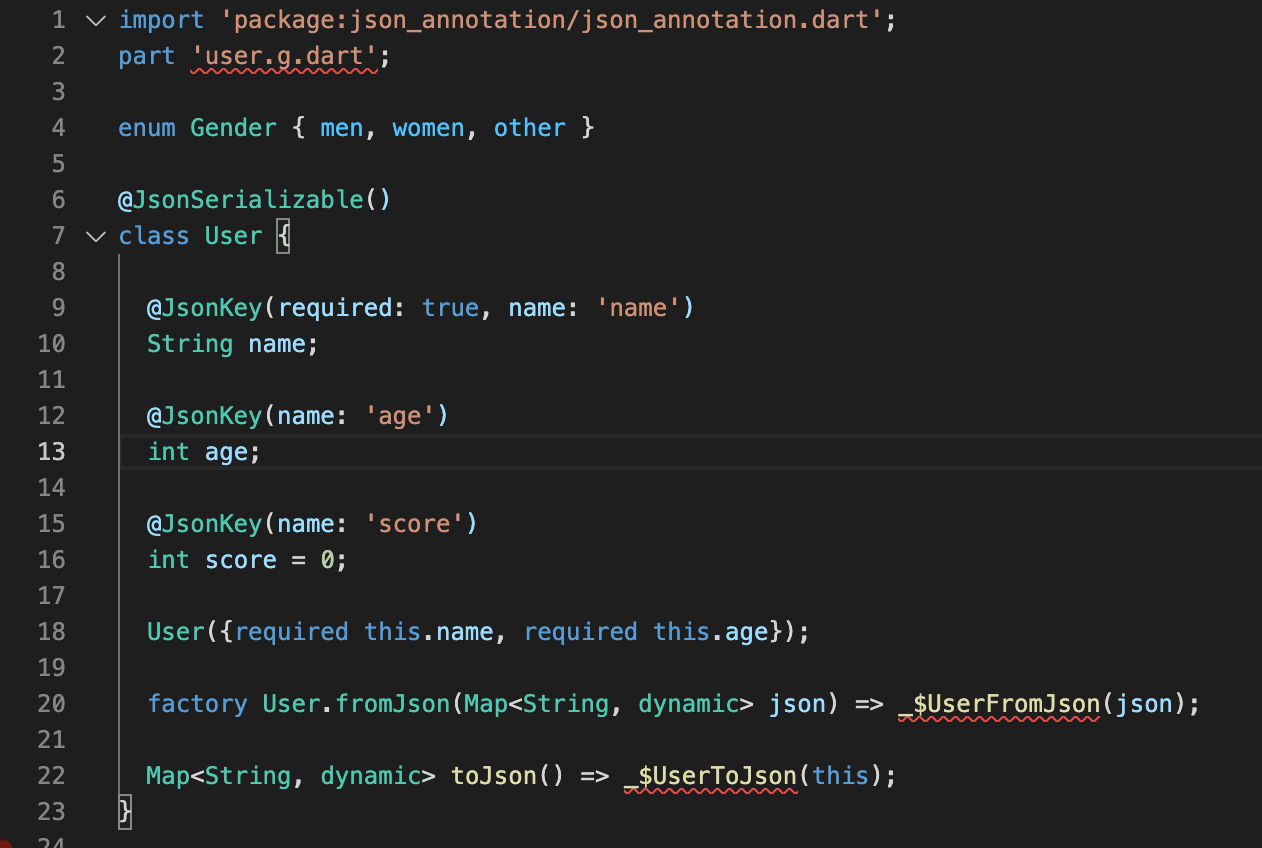 1 import 'package:json_annotation/json_annotation.dart';
2 part 'user.g.dart';
3
4 enum Gender { men, women, other }
5
6 @JsonSerializable()
7 class User {
8
9 @JsonKey(required: true, name: 'name')
10 String name;
11
12 @JsonKey(name: 'age')
13 int age;
14
15 @JsonKey(name: 'score')
16 int score = 0;
17
18 User({required this.name, required this.age});
19
20 factory User.fromJson(Map<String, dynamic> json) => _$UserFromJson(json);
21
22 Map<String, dynamic> toJson() => _$UserToJson(this);
23 }
24